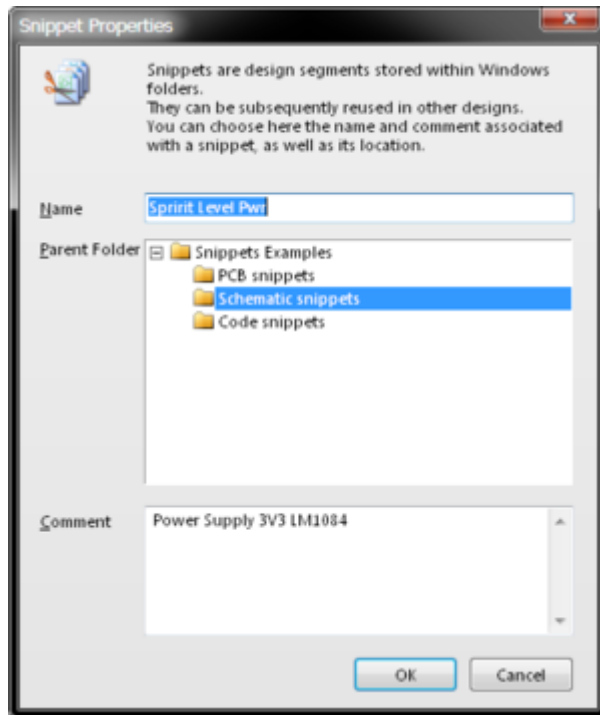 Snippet Properties
Snippets are design segments stored within Windows
folders.
They can be subsequently reused in other designs.
You can choose here the name and comment associated
with a snippet, as well as its location.
Name
Spririt Level Pwr
Parent Folder
Snippets Examples
PCB snippets
Schematic snippets
Code snippets
Comment
Power Supply 3V3 LM1084
OK
Cancel